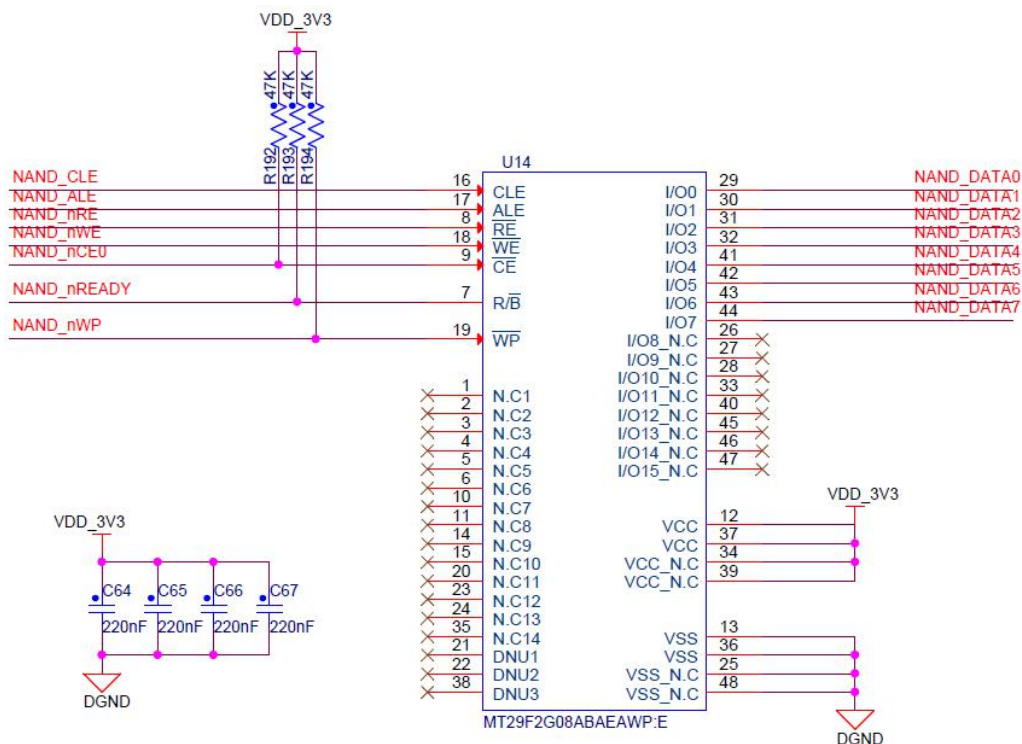 VDD_3V3
47K 47K 47K
R192 R193 R194
U14
NAND_CLE 16 CLE
NAND_ALE 17 ALE
NAND_nRE 8 RE
NAND_nWE 18 WE
NAND_nCE0 9 CE
NAND_nREADY 7 R/B
NAND_nWP 19 WP
1 N.C1
2 N.C2
3 N.C3
4 N.C4
5 N.C5
6 N.C6
10 N.C7
11 N.C8
14 N.C9
15 N.C10
20 N.C11
23 N.C12
24 N.C13
35 N.C14
21 DNU1
22 DNU2
38 DNU3
I/O0 29 NAND_DATA0
I/O1 30 NAND_DATA1
I/O2 31 NAND_DATA2
I/O3 32 NAND_DATA3
I/O4 41 NAND_DATA4
I/O5 42 NAND_DATA5
I/O6 43 NAND_DATA6
I/O7 44 NAND_DATA7
I/O8_N.C 26
I/O9_N.C 27
I/O10_N.C 28
I/O11_N.C 33
I/O12_N.C 40
I/O13_N.C 45
I/O14_N.C 46
I/O15_N.C 47
VDD_3V3
VCC 12
VCC 37
VCC_N.C 34
VCC_N.C 39
VSS 13
VSS 36
VSS_N.C 25
VSS_N.C 48
DGND
MT29F2G08ABAEAWP:E
VDD_3V3
C64 C65 C66 C67
220nF 220nF 220nF 220nF
DGND